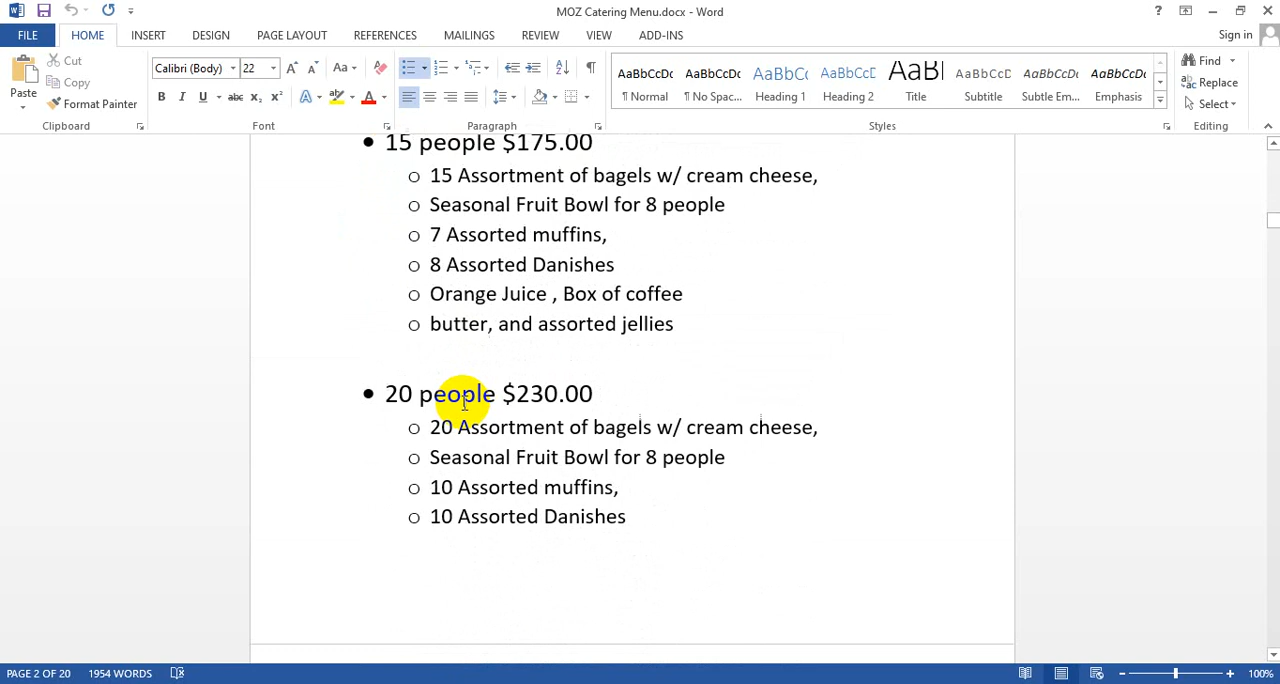 MOZ Catering Menu.docx - Word
FILE HOME INSERT DESIGN PAGE LAYOUT REFERENCES MAILINGS REVIEW VIEW ADD-INS Sign in
Paste
Cut
Copy
Format Painter
Clipboard
Calibri (Body) 22
Font
Paragraph
AaBbCcDc AaBbCcDc AaBbC AaBbCcC AaBl AaBbCcD AaBbCcDc AaBbCcDc
¶ Normal ¶ No Spac... Heading 1 Heading 2 Title Subtitle Subtle Em... Emphasis
Styles
Find
Replace
Select
Editing
• 15 people $175.00
o 15 Assortment of bagels w/ cream cheese,
o Seasonal Fruit Bowl for 8 people
o 7 Assorted muffins,
o 8 Assorted Danishes
o Orange Juice , Box of coffee
o butter, and assorted jellies
• 20 people $230.00
o 20 Assortment of bagels w/ cream cheese,
o Seasonal Fruit Bowl for 8 people
o 10 Assorted muffins,
o 10 Assorted Danishes
PAGE 2 OF 20 1954 WORDS 100%